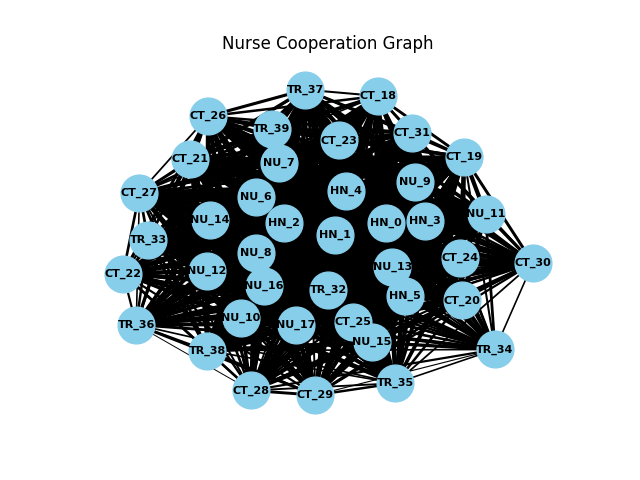 Nurse Cooperation Graph
TR_37
CT_18
CT_26
TR_39
CT_31
CT_23
CT_21
NU_7
CT_19
NU_9
HN_4
CT_27
NU_6
NU_11
NU_14
HN_2
HN_0
HN_3
HN_1
TR_33
NU_8
CT_24
CT_30
NU_13
NU_12
CT_22
NU_16
TR_32
HN_5
CT_20
NU_10
CT_25
TR_36
NU_17
NU_15
TR_34
TR_38
TR_35
CT_28
CT_29